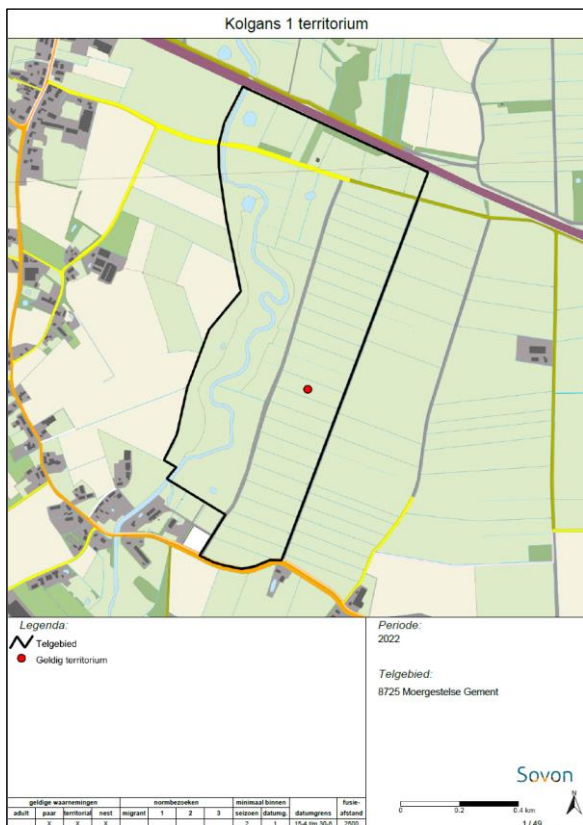 Kolgans 1 territorium
Legenda:
Telgebied
Geldig territorium
Periode:
2022
Telgebied:
8725 Moergestelse Gement
Sovon
0 0.2 0.4 km
N
1 / 49
geldige waarnemingen normbezoeken minimaal binnen fusie-
adult paar territoriaal nest migrant 1 2 3 seizoen datumg. datumgrens afstand
X X X 2 1 15-4 t/m 30-6